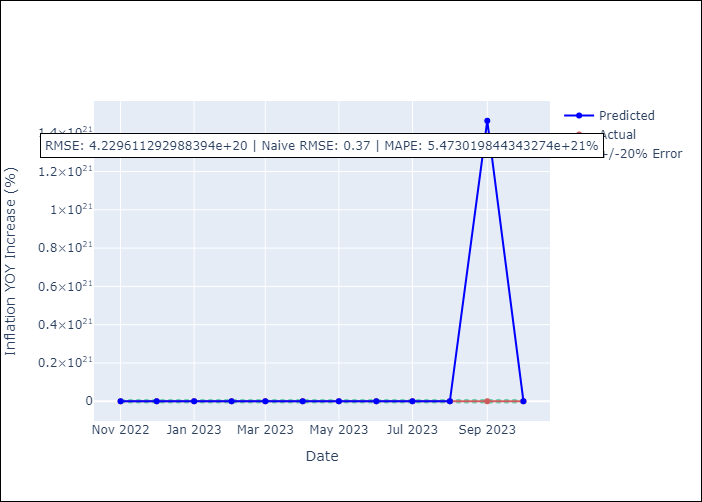 Predicted
Actual
+/-20% Error
RMSE: 4.229611292988394e+20 | Naive RMSE: 0.37 | MAPE: 5.473019844343274e+21%
1.4×10²¹
1.2×10²¹
1×10²¹
0.8×10²¹
0.6×10²¹
0.4×10²¹
0.2×10²¹
0
Inflation YOY Increase (%)
Nov 2022 Jan 2023 Mar 2023 May 2023 Jul 2023 Sep 2023
Date